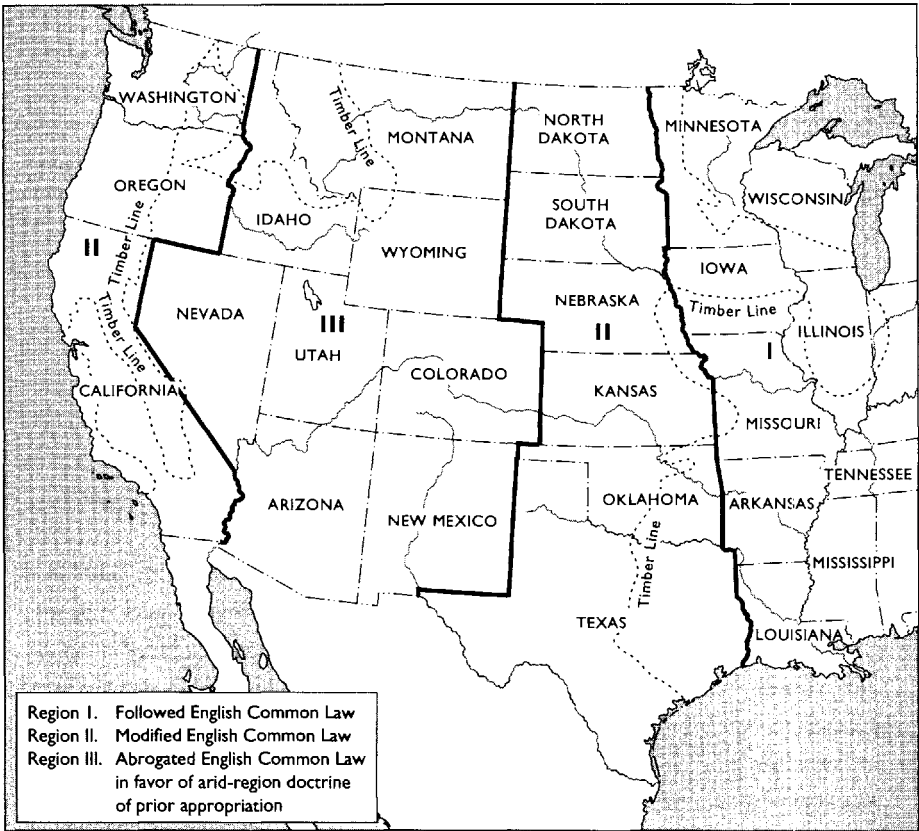 WASHINGTON
Timber Line
MONTANA
NORTH
DAKOTA
MINNESOTA
OREGON
IDAHO
SOUTH
DAKOTA
WISCONSIN
II
Timber Line
WYOMING
IOWA
NEVADA
NEBRASKA
Timber Line
Timber Line
III
UTAH
II
ILLINOIS
I
CALIFORNIA
COLORADO
KANSAS
MISSOURI
TENNESSEE
ARIZONA
NEW MEXICO
OKLAHOMA
ARKANSAS
Timber Line
MISSISSIPPI
TEXAS
LOUISIANA
Region I. Followed English Common Law
Region II. Modified English Common Law
Region III. Abrogated English Common Law
in favor of arid-region doctrine
of prior appropriation